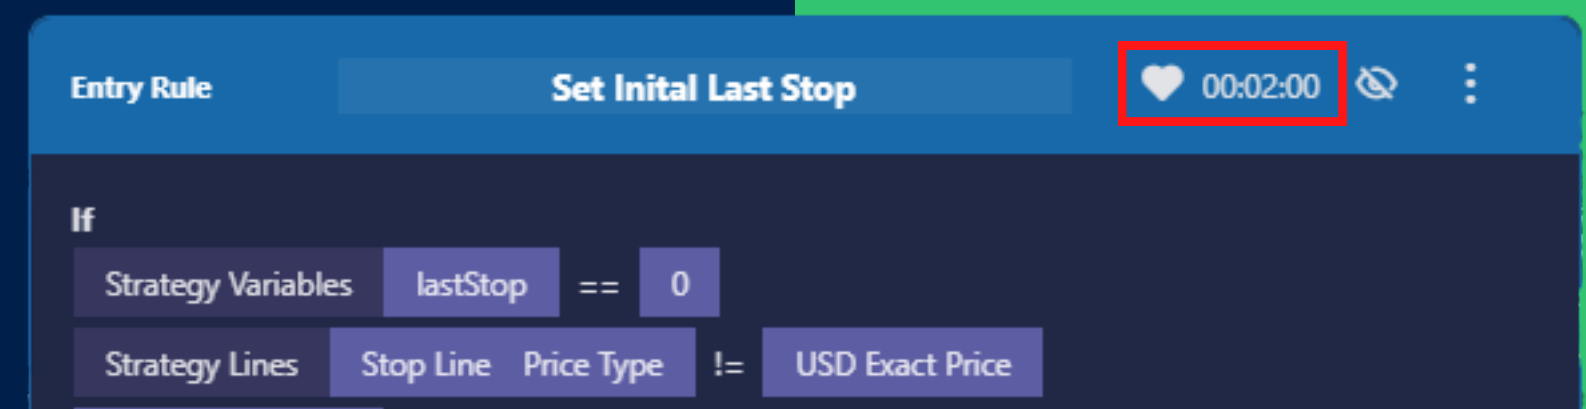 Entry Rule Set Inital Last Stop 00:02:00
If
Strategy Variables lastStop == 0
Strategy Lines Stop Line Price Type != USD Exact Price